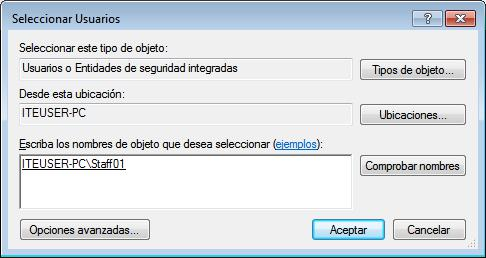 Seleccionar Usuarios
Seleccionar este tipo de objeto:
Usuarios o Entidades de seguridad integradas
Tipos de objeto...
Desde esta ubicación:
ITEUSER-PC
Ubicaciones...
Escriba los nombres de objeto que desea seleccionar (ejemplos):
ITEUSER-PC\Staff01
Comprobar nombres
Opciones avanzadas...
Aceptar
Cancelar